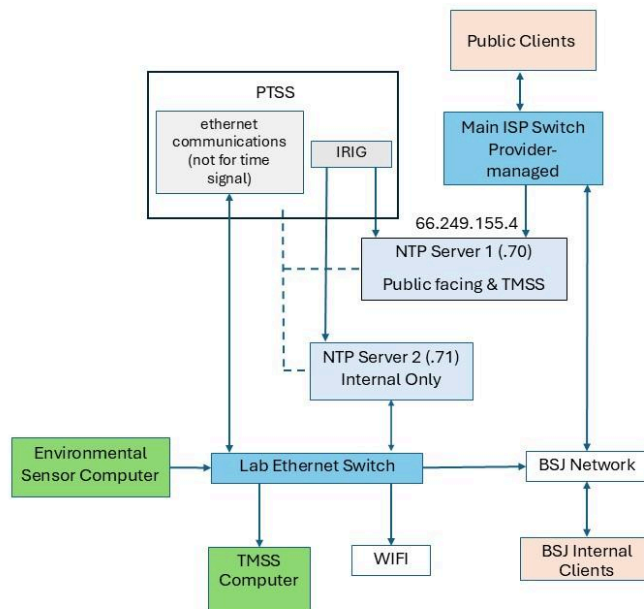 Public Clients
PTSS
ethernet
communications
(not for time
signal)
IRIG
Main ISP Switch
Provider-
managed
66.249.155.4
NTP Server 1 (.70)
Public facing & TMSS
NTP Server 2 (.71)
Internal Only
Environmental
Sensor Computer
Lab Ethernet Switch
BSJ Network
TMSS
Computer
WIFI
BSJ Internal
Clients